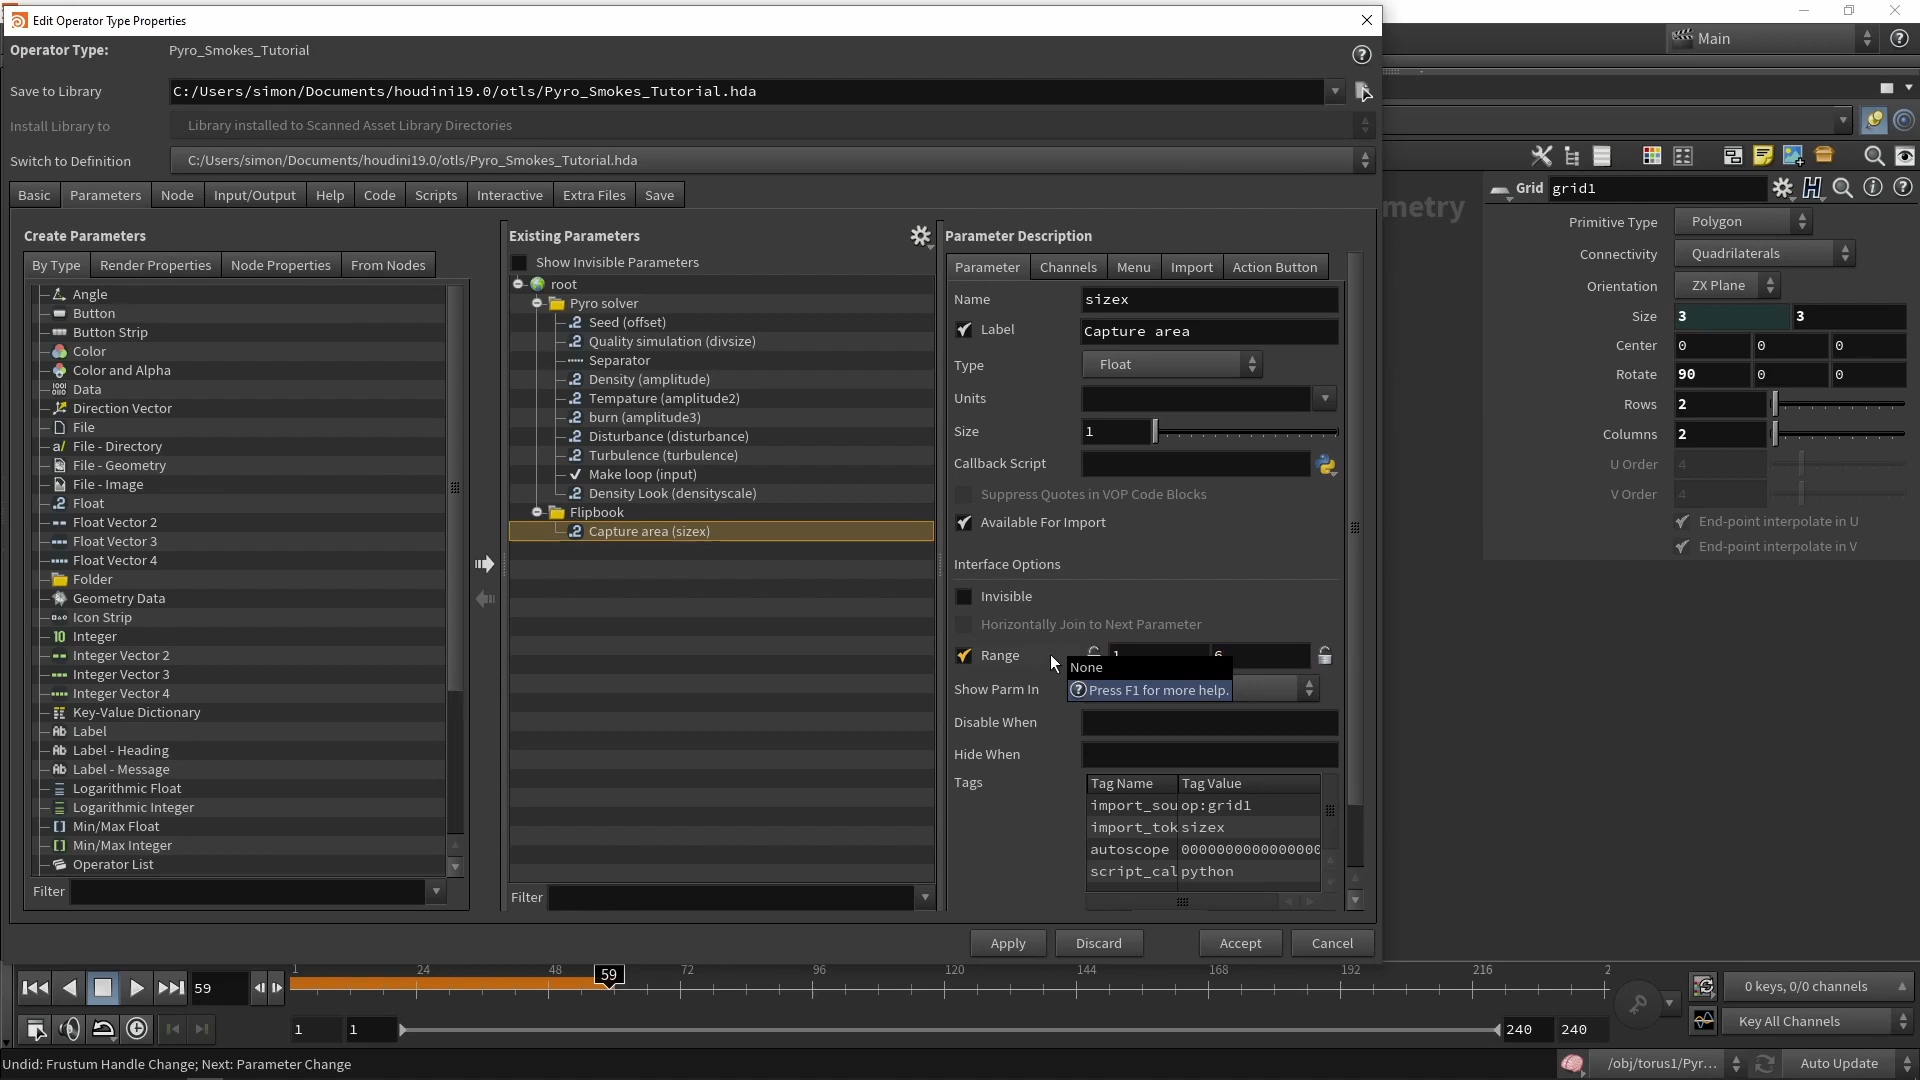 Edit Operator Type Properties
Operator Type: Pyro_Smokes_Tutorial
Save to Library C:/Users/simon/Documents/houdini19.0/otls/Pyro_Smokes_Tutorial.hda
Install Library to Library installed to Scanned Asset Library Directories
Switch to Definition C:/Users/simon/Documents/houdini19.0/otls/Pyro_Smokes_Tutorial.hda
Basic Parameters Node Input/Output Help Code Scripts Interactive Extra Files Save
Create Parameters
By Type Render Properties Node Properties From Nodes
Angle
Button
Button Strip
Color
Color and Alpha
Data
Direction Vector
File
File - Directory
File - Geometry
File - Image
Float
Float Vector 2
Float Vector 3
Float Vector 4
Folder
Geometry Data
Icon Strip
Integer
Integer Vector 2
Integer Vector 3
Integer Vector 4
Key-Value Dictionary
Label
Label - Heading
Label - Message
Logarithmic Float
Logarithmic Integer
Min/Max Float
Min/Max Integer
Operator List
Filter
Existing Parameters
Show Invisible Parameters
root
Pyro solver
Seed (offset)
Quality simulation (divsize)
Separator
Density (amplitude)
Tempature (amplitude2)
burn (amplitude3)
Disturbance (disturbance)
Turbulence (turbulence)
Make loop (input)
Density Look (densityscale)
Flipbook
Capture area (sizex)
Filter
Parameter Description
Parameter Channels Menu Import Action Button
Name sizex
Label Capture area
Type Float
Units
Size 1
Callback Script
Suppress Quotes in VOP Code Blocks
Available For Import
Interface Options
Invisible
Horizontally Join to Next Parameter
Range 1 6
None
Show Parm In
Press F1 for more help.
Disable When
Hide When
Tags
Tag Name Tag Value
import_sou op:grid1
import_tok sizex
autoscope 0000000000000000
script_cal python
Apply Discard Accept Cancel
Main
metry
Grid grid1
Primitive Type Polygon
Connectivity Quadrilaterals
Orientation ZX Plane
Size 3 3
Center 0 0 0
Rotate 90 0 0
Rows 2
Columns 2
U Order 4
V Order 4
End-point interpolate in U
End-point interpolate in V
59
1 24 48 59 72 96 120 144 168 192 216 2
0 keys, 0/0 channels
1 1 240 240
Key All Channels
Undid: Frustum Handle Change; Next: Parameter Change
/obj/torus1/Pyr...
Auto Update